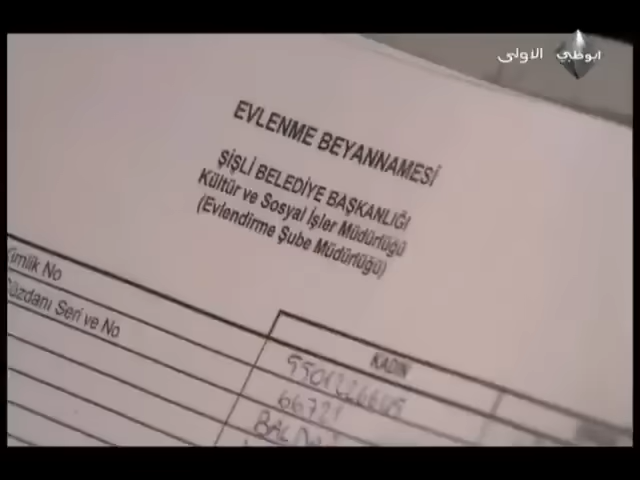 ابوظبي الاولى
EVLENME BEYANNAMESİ
ŞİŞLİ BELEDİYE BAŞKANLIĞI
Kültür ve Sosyal İşler Müdürlüğü
(Evlendirme Şube Müdürlüğü)
Kimlik No
Cüzdanı Seri ve No
KADIN